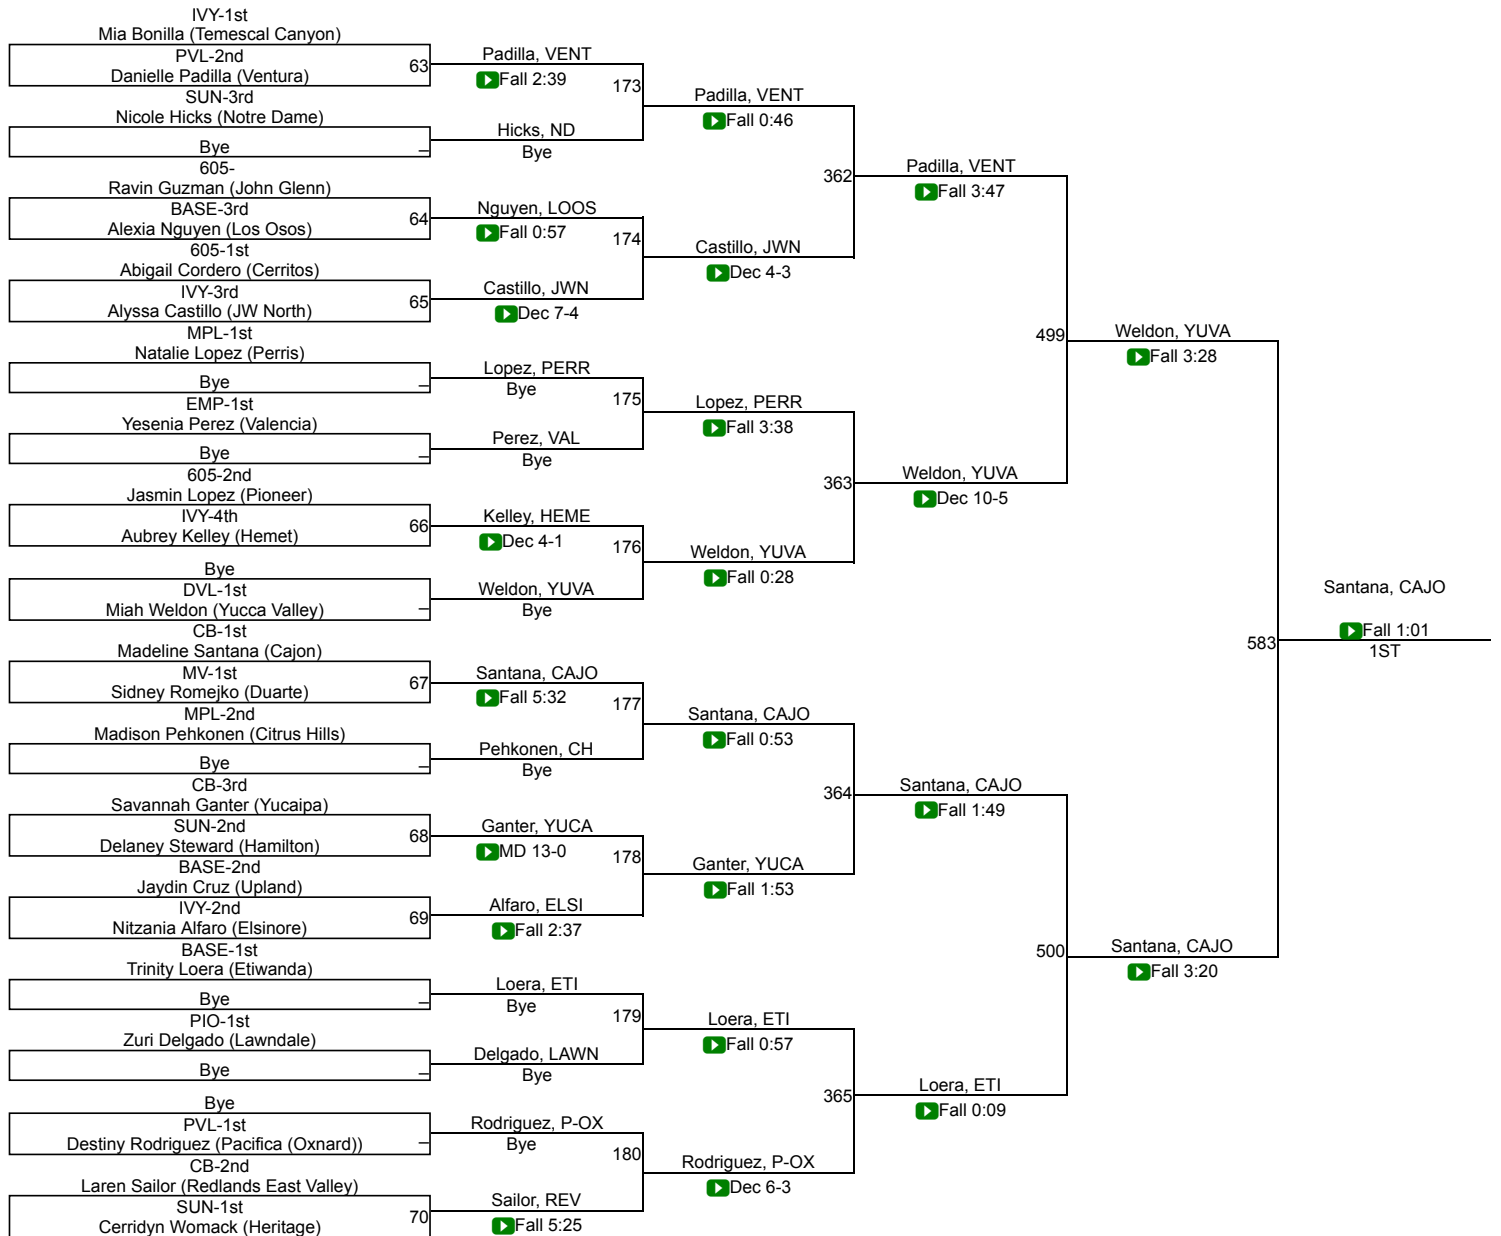 IVY-1st
Mia Bonilla (Temescal Canyon)
PVL-2nd
Danielle Padilla (Ventura)
63
SUN-3rd
Nicole Hicks (Notre Dame)
Bye
605-
Ravin Guzman (John Glenn)
BASE-3rd
Alexia Nguyen (Los Osos)
64
605-1st
Abigail Cordero (Cerritos)
IVY-3rd
Alyssa Castillo (JW North)
65
MPL-1st
Natalie Lopez (Perris)
Bye
EMP-1st
Yesenia Perez (Valencia)
Bye
605-2nd
Jasmin Lopez (Pioneer)
IVY-4th
Aubrey Kelley (Hemet)
66
Bye
DVL-1st
Miah Weldon (Yucca Valley)
CB-1st
Madeline Santana (Cajon)
MV-1st
Sidney Romejko (Duarte)
67
MPL-2nd
Madison Pehkonen (Citrus Hills)
Bye
CB-3rd
Savannah Ganter (Yucaipa)
SUN-2nd
Delaney Steward (Hamilton)
68
BASE-2nd
Jaydin Cruz (Upland)
IVY-2nd
Nitzania Alfaro (Elsinore)
69
BASE-1st
Trinity Loera (Etiwanda)
Bye
PIO-1st
Zuri Delgado (Lawndale)
Bye
Bye
PVL-1st
Destiny Rodriguez (Pacifica (Oxnard))
CB-2nd
Laren Sailor (Redlands East Valley)
SUN-1st
Cerridyn Womack (Heritage)
70
Padilla, VENT
Fall 2:39
173
Hicks, ND
Bye
Nguyen, LOOS
Fall 0:57
174
Castillo, JWN
Dec 7-4
Lopez, PERR
Bye
175
Perez, VAL
Bye
Kelley, HEME
Dec 4-1
176
Weldon, YUVA
Bye
Santana, CAJO
Fall 5:32
177
Pehkonen, CH
Bye
Ganter, YUCA
MD 13-0
178
Alfaro, ELSI
Fall 2:37
Loera, ETI
Bye
179
Delgado, LAWN
Bye
Rodriguez, P-OX
Bye
180
Sailor, REV
Fall 5:25
Padilla, VENT
Fall 0:46
362
Castillo, JWN
Dec 4-3
Lopez, PERR
Fall 3:38
363
Weldon, YUVA
Fall 0:28
Santana, CAJO
Fall 0:53
364
Ganter, YUCA
Fall 1:53
Loera, ETI
Fall 0:57
365
Rodriguez, P-OX
Dec 6-3
Padilla, VENT
Fall 3:47
499
Weldon, YUVA
Dec 10-5
Santana, CAJO
Fall 1:49
500
Loera, ETI
Fall 0:09
Weldon, YUVA
Fall 3:28
583
Santana, CAJO
Fall 3:20
Santana, CAJO
Fall 1:01
1ST